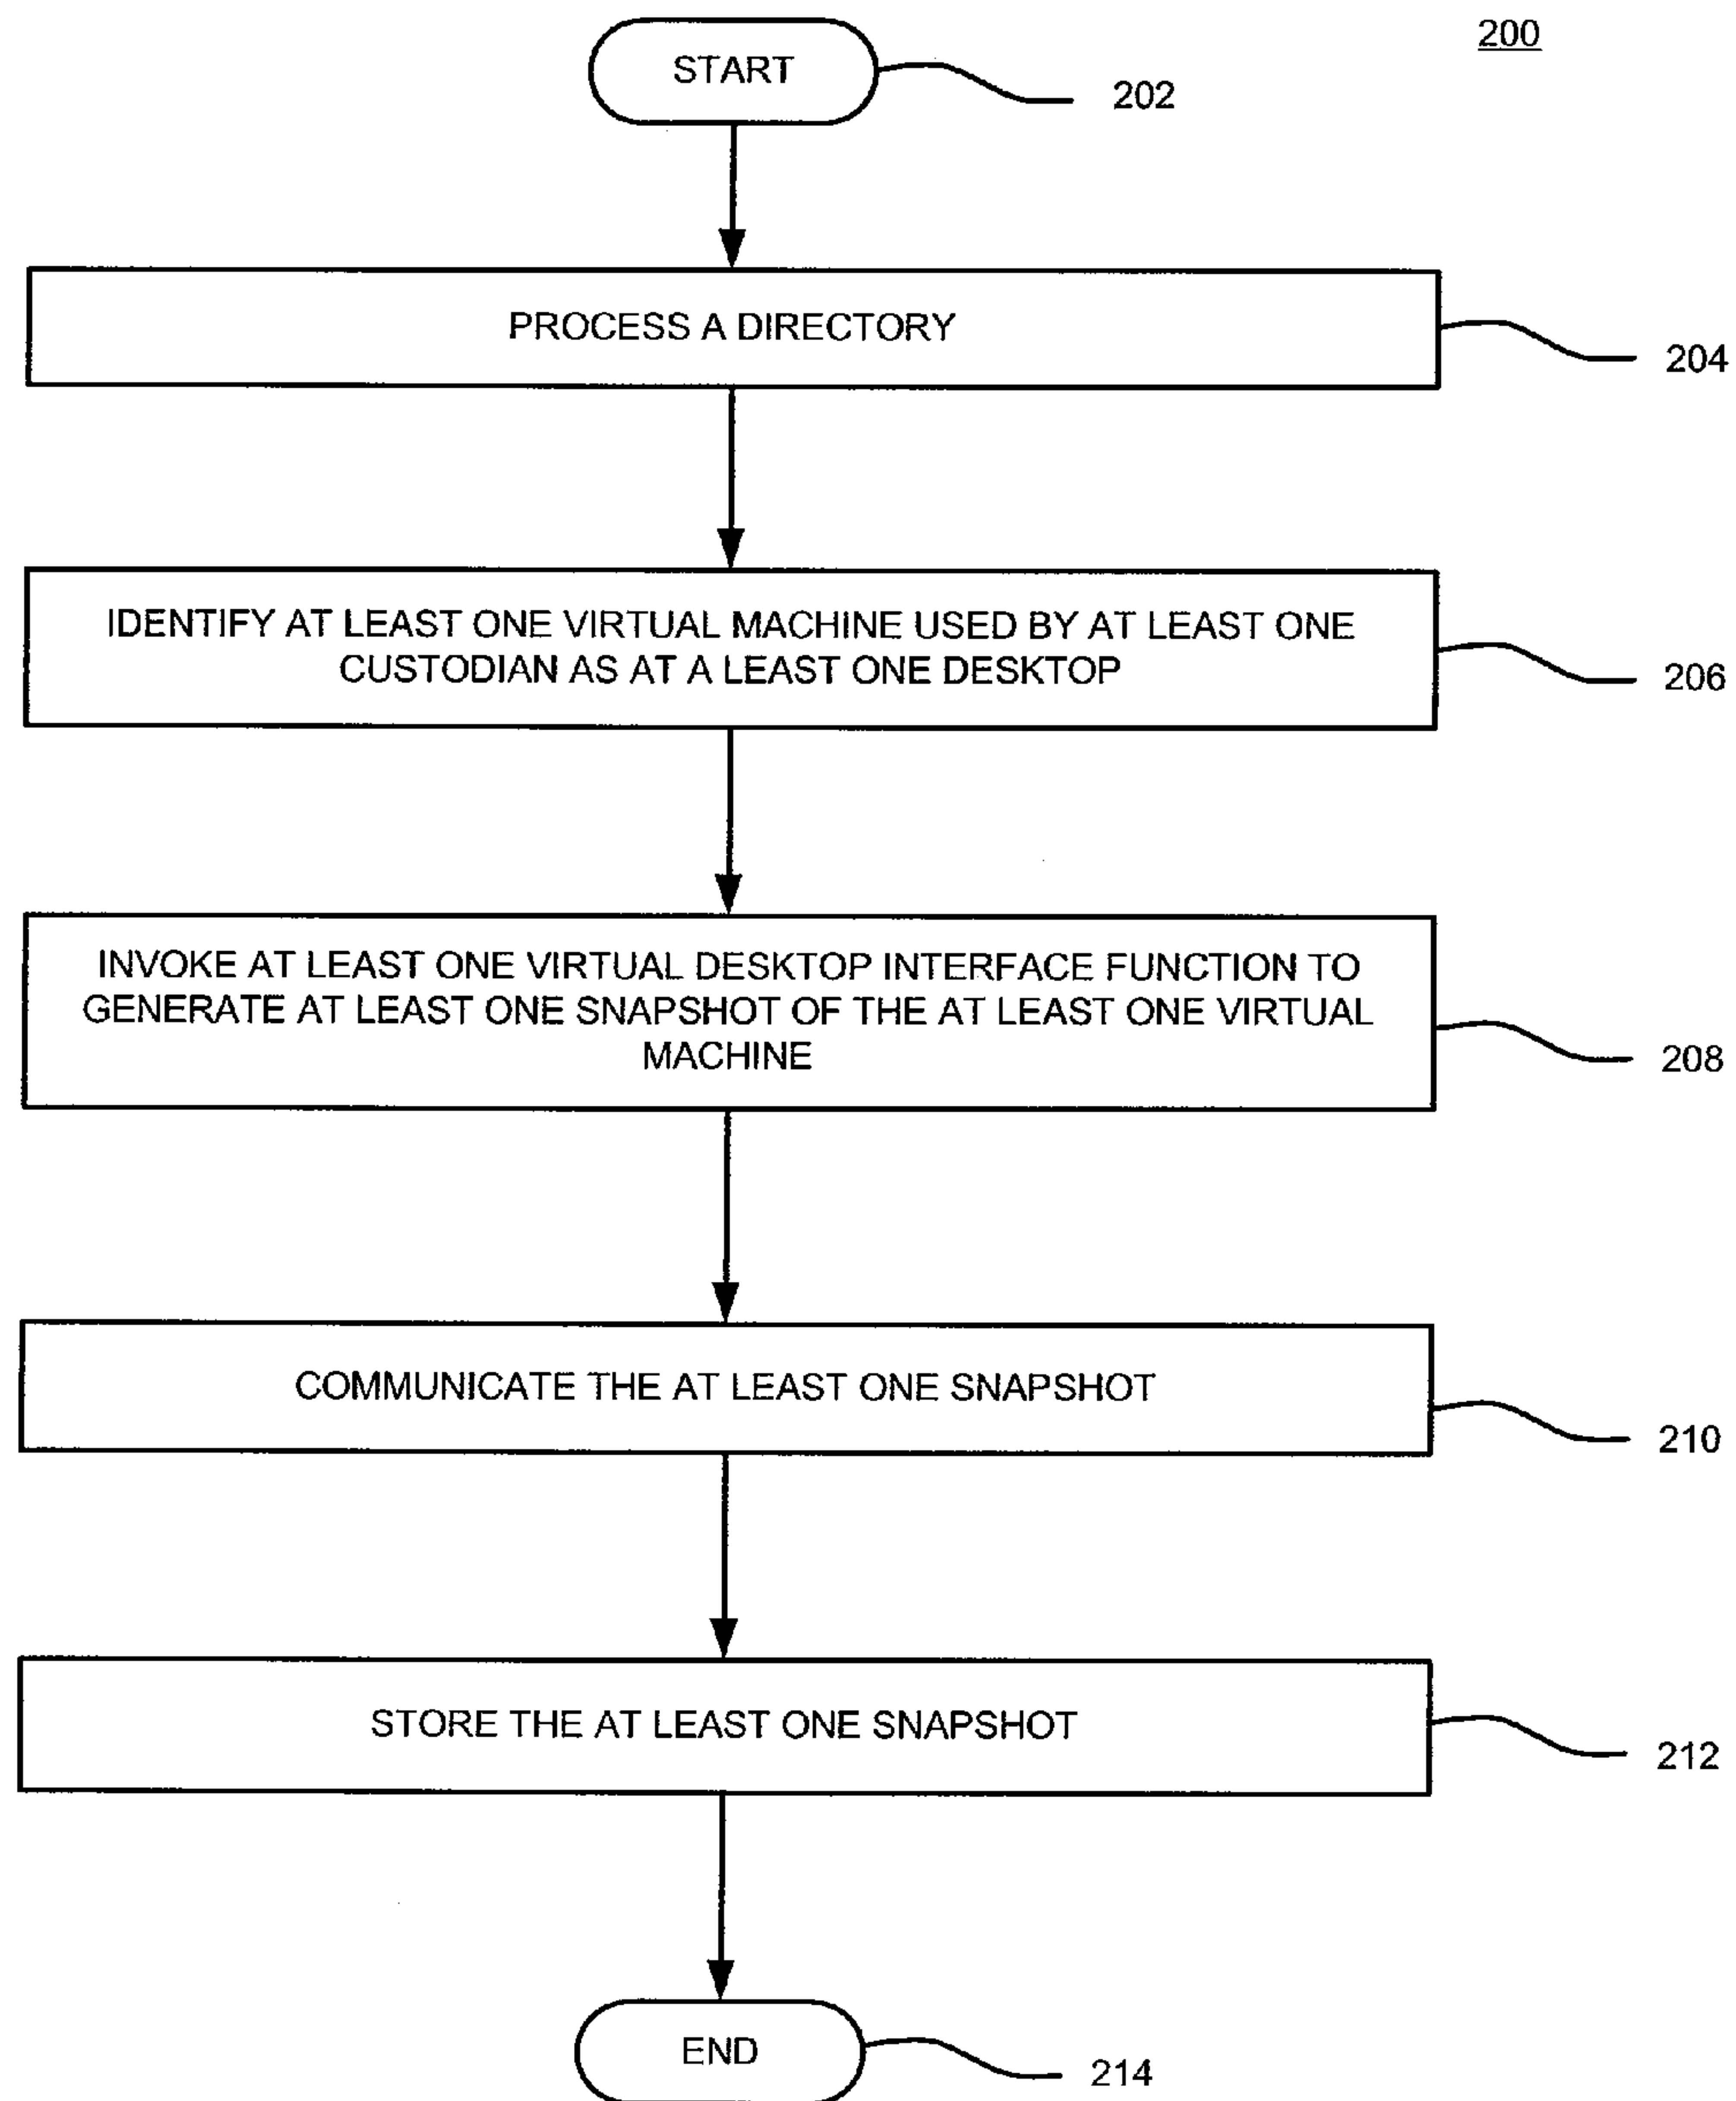 200
START
202
PROCESS A DIRECTORY
204
IDENTIFY AT LEAST ONE VIRTUAL MACHINE USED BY AT LEAST ONE
CUSTODIAN AS AT A LEAST ONE DESKTOP
206
INVOKE AT LEAST ONE VIRTUAL DESKTOP INTERFACE FUNCTION TO
GENERATE AT LEAST ONE SNAPSHOT OF THE AT LEAST ONE VIRTUAL
MACHINE
208
COMMUNICATE THE AT LEAST ONE SNAPSHOT
210
STORE THE AT LEAST ONE SNAPSHOT
212
END
214